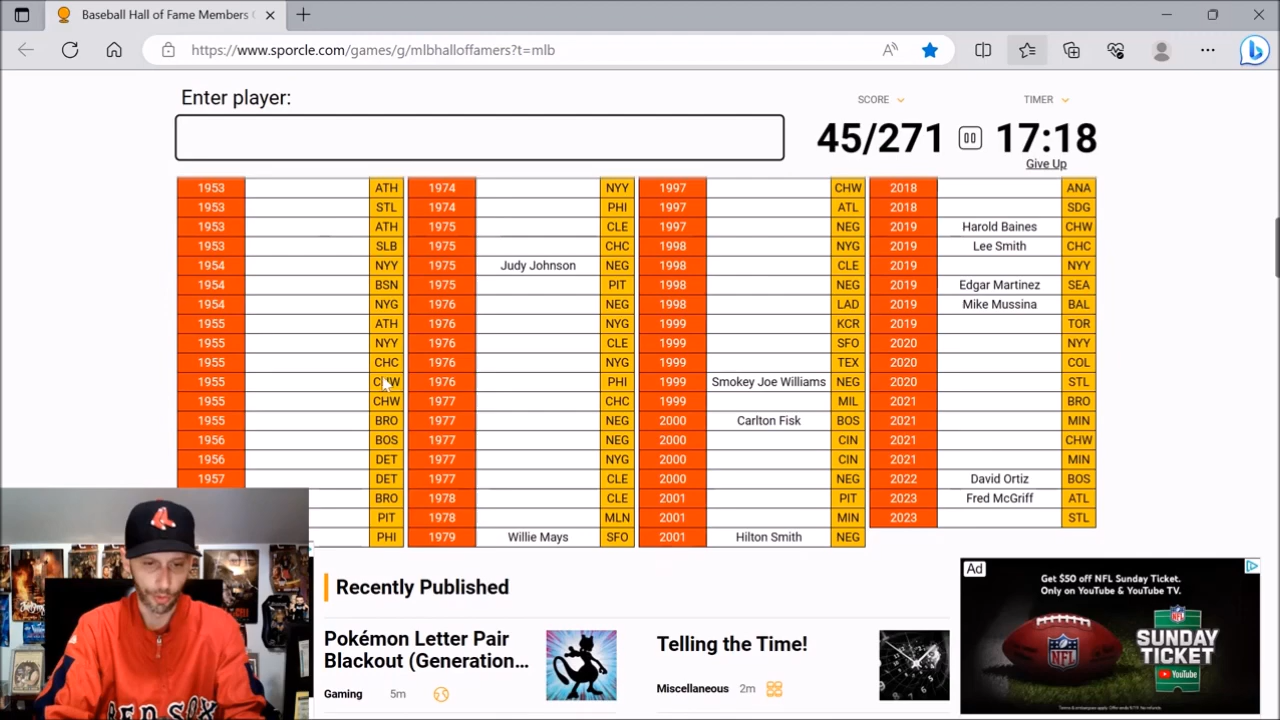 Baseball Hall of Fame Members
https://www.sporcle.com/games/g/mlbhalloffamers?t=mlb
Enter player:
SCORE
TIMER
45/271
17:18
Give Up
1953 ATH 1974 NYY 1997 CHW 2018 ANA
1953 STL 1974 PHI 1997 ATL 2018 SDG
1953 ATH 1975 CLE 1997 NEG 2019 Harold Baines CHW
1953 SLB 1975 CHC 1998 NYG 2019 Lee Smith CHC
1954 NYY 1975 Judy Johnson NEG 1998 CLE 2019 NYY
1954 BSN 1975 PIT 1998 NEG 2019 Edgar Martinez SEA
1954 NYG 1976 NEG 1998 LAD 2019 Mike Mussina BAL
1955 ATH 1976 NYG 1999 KCR 2019 TOR
1955 NYY 1976 CLE 1999 SFO 2020 NYY
1955 CHC 1976 NYG 1999 TEX 2020 COL
1955 1976 PHI 1999 Smokey Joe Williams NEG 2020 STL
1955 CHW 1977 CHC 1999 MIL 2021 BRO
1955 BRO 1977 NEG 2000 Carlton Fisk BOS 2021 MIN
1956 BOS 1977 NEG 2000 CIN 2021 CHW
1956 DET 1977 NYG 2000 CIN 2021 MIN
1957 DET 1977 CLE 2000 NEG 2022 David Ortiz BOS
BRO 1978 CLE 2001 PIT 2023 Fred McGriff ATL
PIT 1978 MLN 2001 MIN 2023 STL
PHI 1979 Willie Mays SFO 2001 Hilton Smith NEG
Recently Published
Pokémon Letter Pair
Blackout (Generation...
Gaming 5m
Telling the Time!
Miscellaneous 2m
Ad
Get $50 off NFL Sunday Ticket.
Only on YouTube & YouTube TV.
SUNDAY
TICKET
YouTube
RED SOX